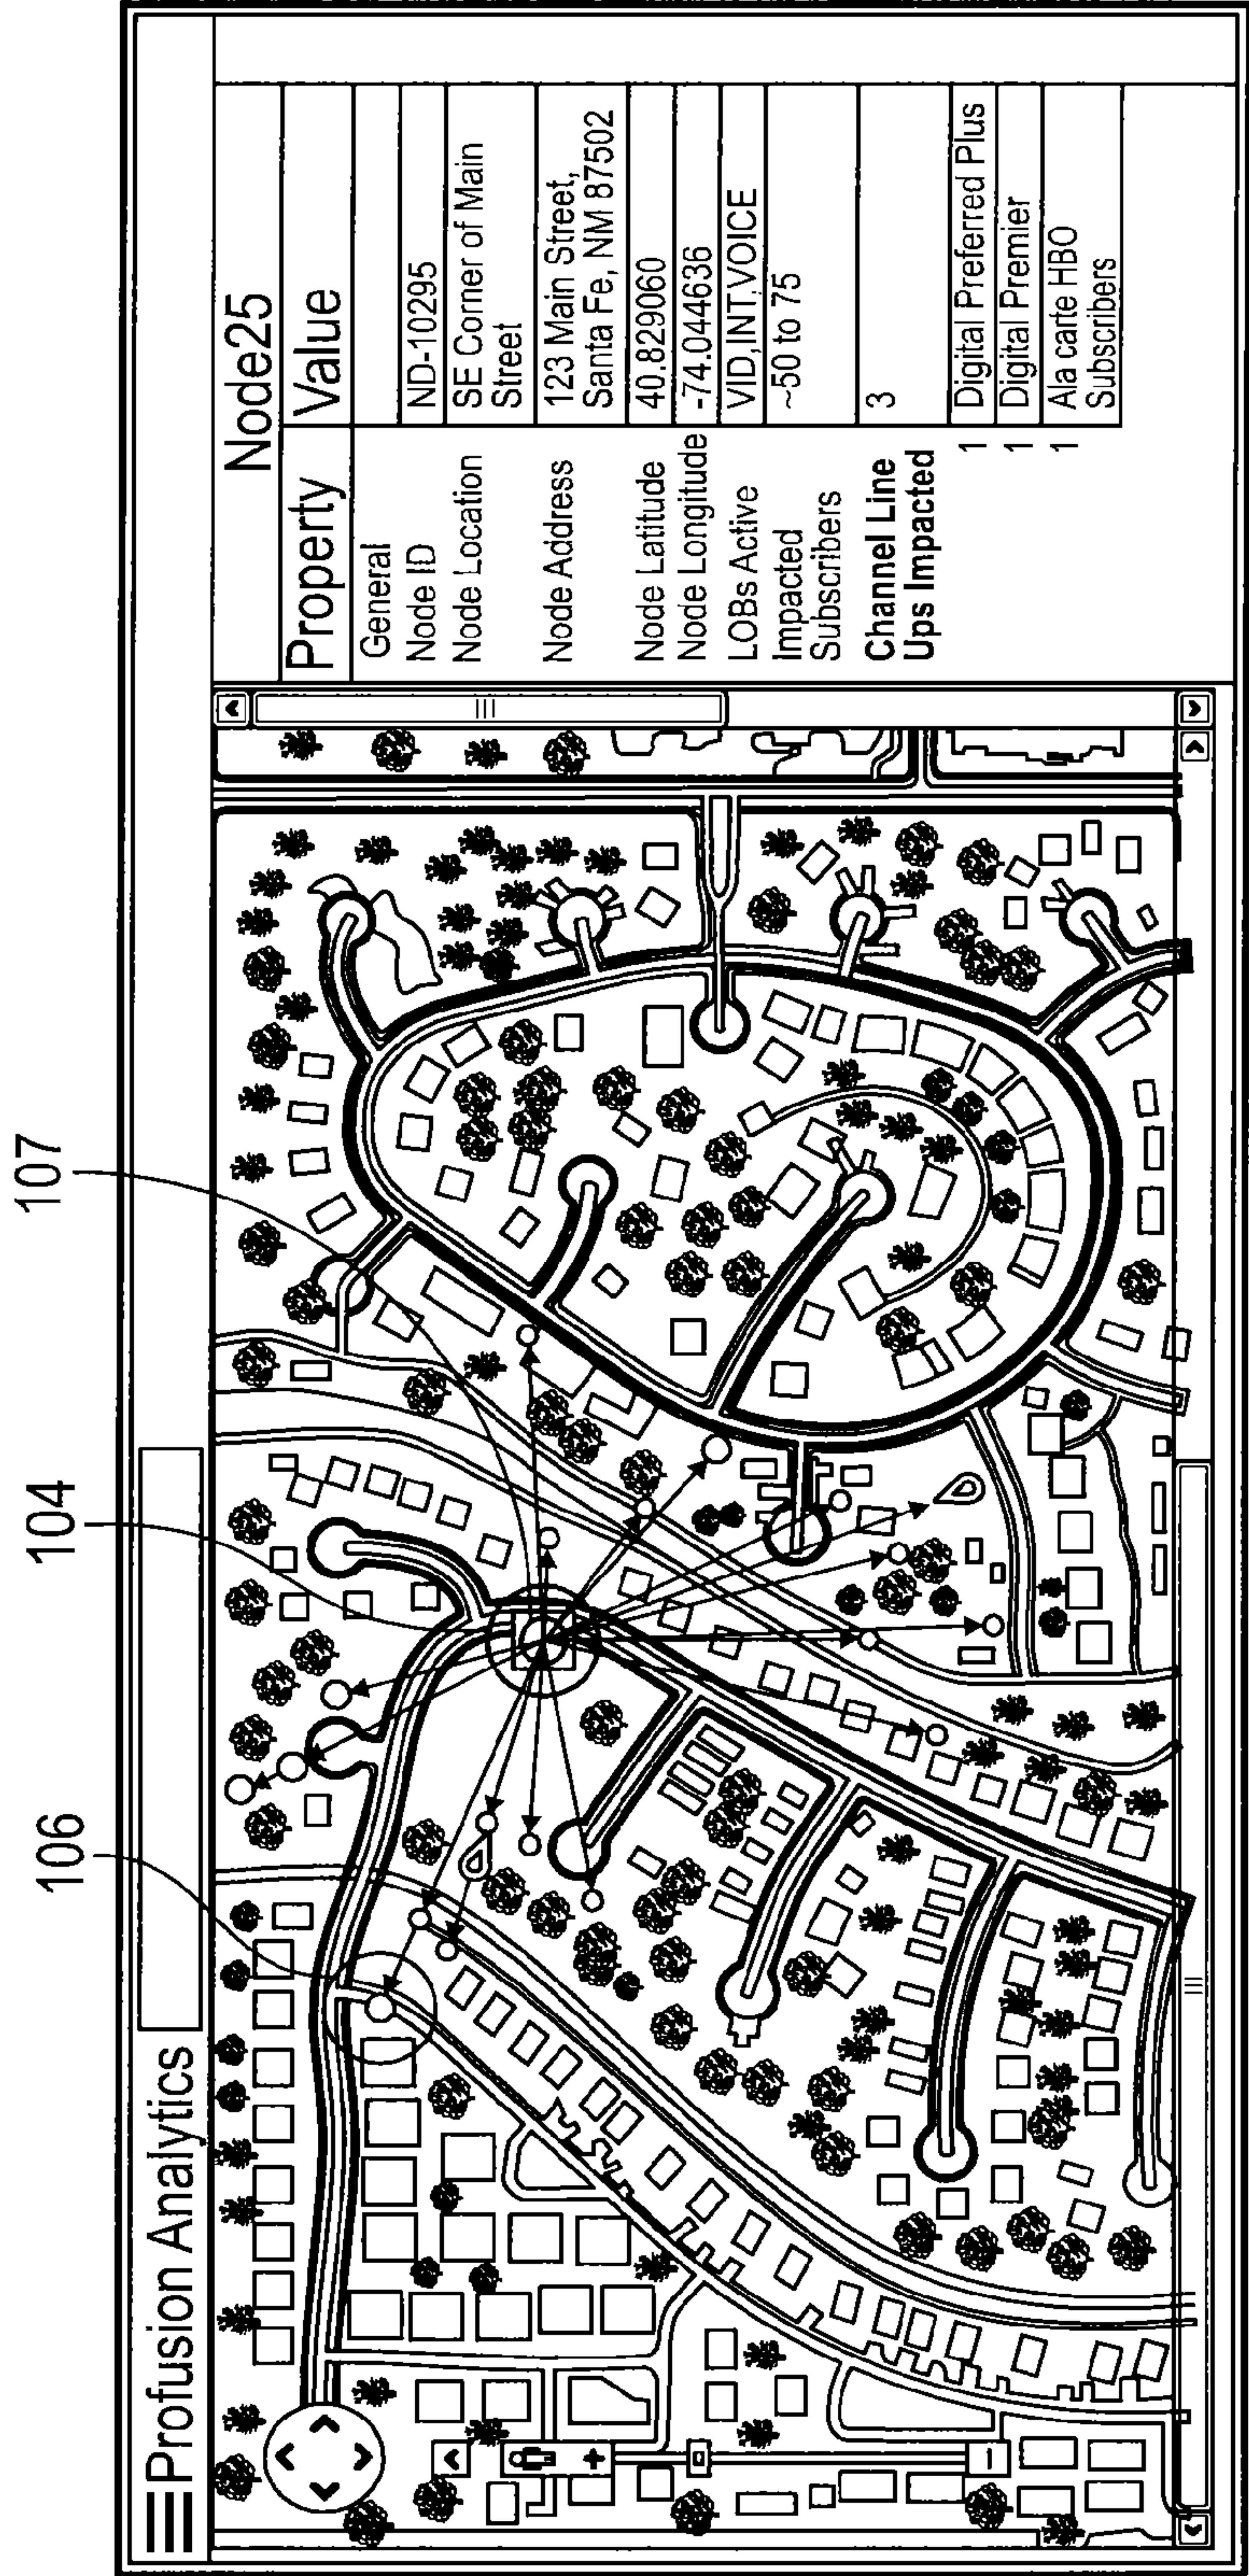 106
104
107
Profusion Analytics
Node25
Property Value
General
Node ID ND-10295
Node Location SE Corner of Main
Street
Node Address 123 Main Street,
Santa Fe, NM 87502
Node Latitude 40.829060
Node Longitude -74.044636
LOBs Active VID,INT,VOICE
Impacted ~50 to 75
Subscribers
Channel Line 3
Ups Impacted
1 Digital Preferred Plus
1 Digital Premier
1 Ala carte HBO
Subscribers